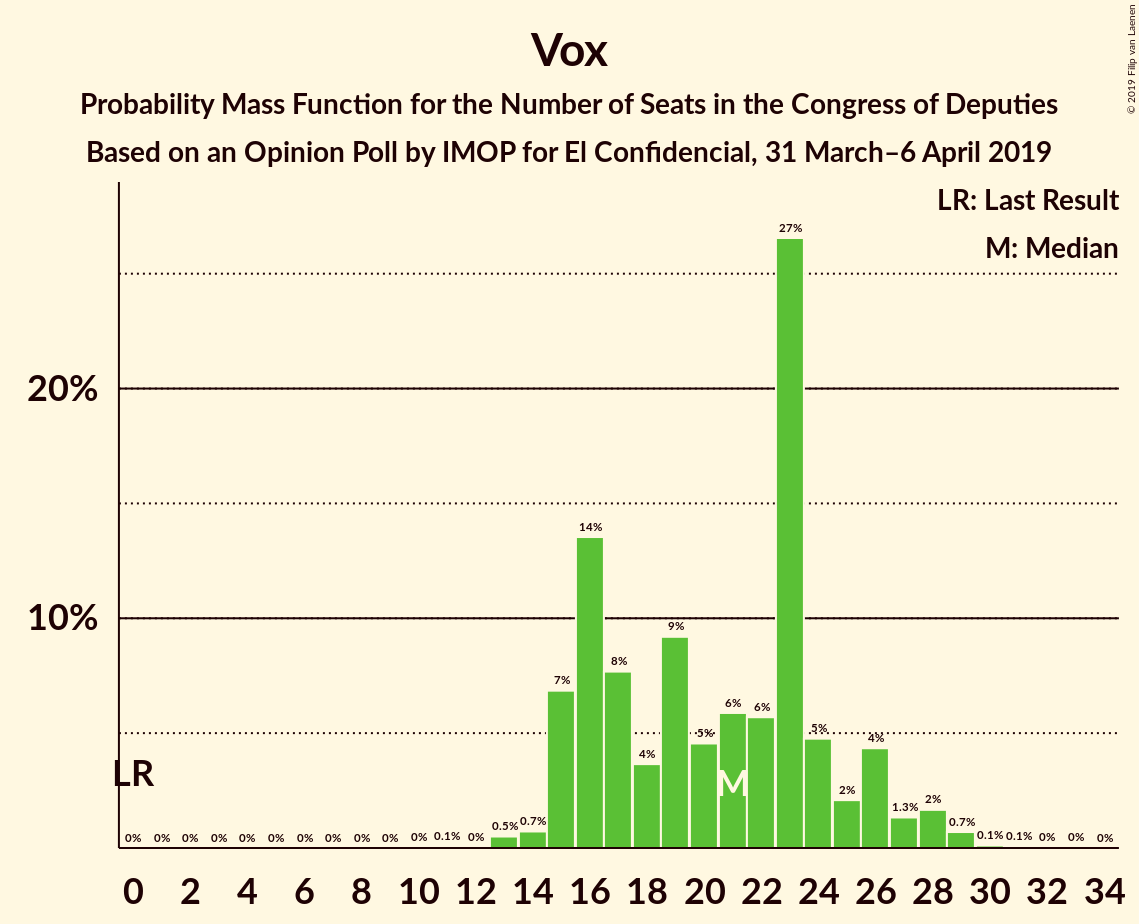 Vox
Probability Mass Function for the Number of Seats in the Congress of Deputies
Based on an Opinion Poll by IMOP for El Confidencial, 31 March–6 April 2019
© 2019 Filip van Laenen
LR: Last Result
M: Median
20%
10%
LR
M
0% 0% 0% 0% 0% 0% 0% 0% 0% 0% 0% 0.1% 0% 0.5% 0.7% 7% 14% 8% 4% 9% 5% 6% 6% 27% 5% 2% 4% 1.3% 2% 0.7% 0.1% 0.1% 0% 0% 0%
0 2 4 6 8 10 12 14 16 18 20 22 24 26 28 30 32 34